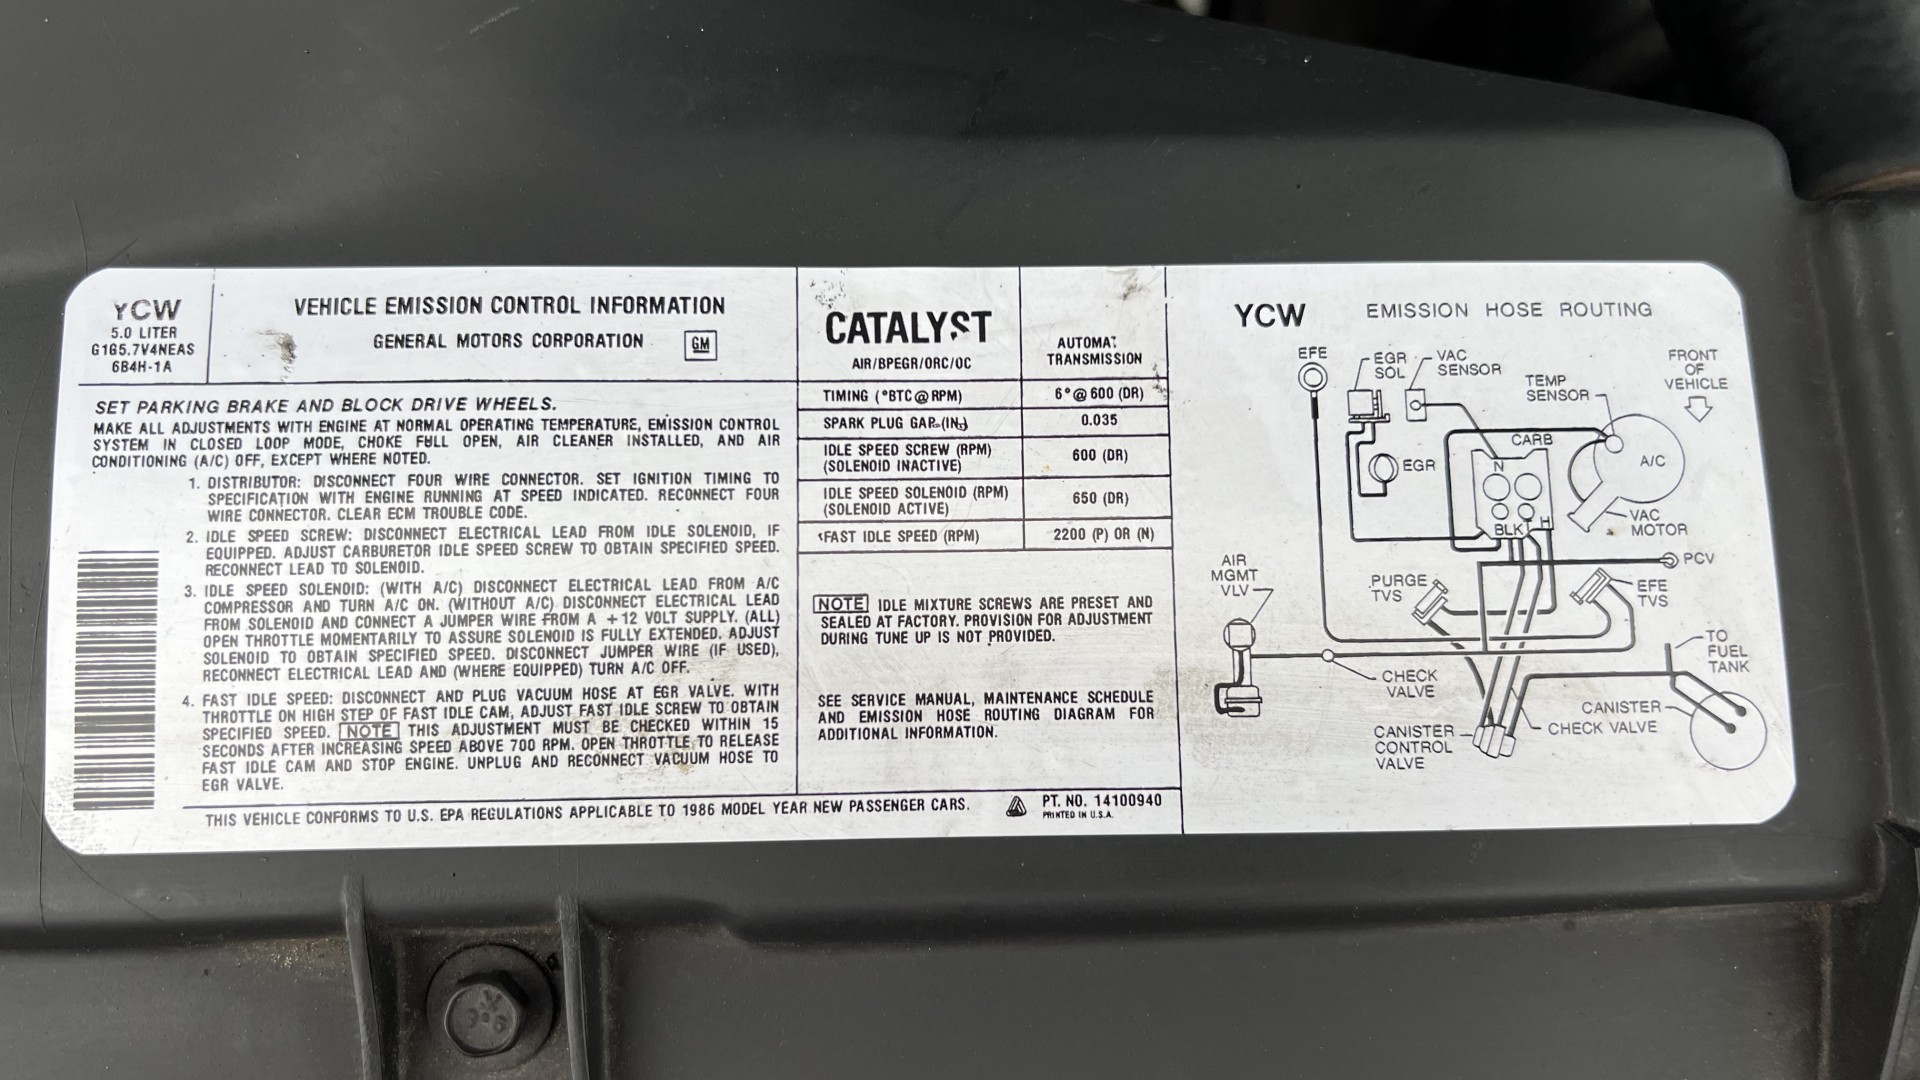 YCW
5.0 LITER
G1G5.7V4NEAS
6B4H-1A
VEHICLE EMISSION CONTROL INFORMATION
GENERAL MOTORS CORPORATION GM
SET PARKING BRAKE AND BLOCK DRIVE WHEELS.
MAKE ALL ADJUSTMENTS WITH ENGINE AT NORMAL OPERATING TEMPERATURE, EMISSION CONTROL
SYSTEM IN CLOSED LOOP MODE, CHOKE FULL OPEN, AIR CLEANER INSTALLED, AND AIR
CONDITIONING (A/C) OFF, EXCEPT WHERE NOTED.
1. DISTRIBUTOR: DISCONNECT FOUR WIRE CONNECTOR. SET IGNITION TIMING TO
SPECIFICATION WITH ENGINE RUNNING AT SPEED INDICATED. RECONNECT FOUR
WIRE CONNECTOR. CLEAR ECM TROUBLE CODE.
2. IDLE SPEED SCREW: DISCONNECT ELECTRICAL LEAD FROM IDLE SOLENOID, IF
EQUIPPED. ADJUST CARBURETOR IDLE SPEED SCREW TO OBTAIN SPECIFIED SPEED.
RECONNECT LEAD TO SOLENOID.
3. IDLE SPEED SOLENOID: (WITH A/C) DISCONNECT ELECTRICAL LEAD FROM A/C
COMPRESSOR AND TURN A/C ON. (WITHOUT A/C) DISCONNECT ELECTRICAL LEAD
FROM SOLENOID AND CONNECT A JUMPER WIRE FROM A +12 VOLT SUPPLY. (ALL)
OPEN THROTTLE MOMENTARILY TO ASSURE SOLENOID IS FULLY EXTENDED. ADJUST
SOLENOID TO OBTAIN SPECIFIED SPEED. DISCONNECT JUMPER WIRE (IF USED),
RECONNECT ELECTRICAL LEAD AND (WHERE EQUIPPED) TURN A/C OFF.
4. FAST IDLE SPEED: DISCONNECT AND PLUG VACUUM HOSE AT EGR VALVE. WITH
THROTTLE ON HIGH STEP OF FAST IDLE CAM, ADJUST FAST IDLE SCREW TO OBTAIN
SPECIFIED SPEED. NOTE THIS ADJUSTMENT MUST BE CHECKED WITHIN 15
SECONDS AFTER INCREASING SPEED ABOVE 700 RPM. OPEN THROTTLE TO RELEASE
FAST IDLE CAM AND STOP ENGINE. UNPLUG AND RECONNECT VACUUM HOSE TO
EGR VALVE.
THIS VEHICLE CONFORMS TO U.S. EPA REGULATIONS APPLICABLE TO 1986 MODEL YEAR NEW PASSENGER CARS.
PT. NO. 14100940
PRINTED IN U.S.A.
CATALYST
AIR/BPEGR/ORC/OC
AUTOMAT
TRANSMISSION
TIMING (°BTC @ RPM) 6° @ 600 (DR)
SPARK PLUG GAP (IN.) 0.035
IDLE SPEED SCREW (RPM)
(SOLENOID INACTIVE) 600 (DR)
IDLE SPEED SOLENOID (RPM)
(SOLENOID ACTIVE) 650 (DR)
FAST IDLE SPEED (RPM) 2200 (P) OR (N)
NOTE IDLE MIXTURE SCREWS ARE PRESET AND
SEALED AT FACTORY. PROVISION FOR ADJUSTMENT
DURING TUNE UP IS NOT PROVIDED.
SEE SERVICE MANUAL, MAINTENANCE SCHEDULE
AND EMISSION HOSE ROUTING DIAGRAM FOR
ADDITIONAL INFORMATION.
YCW EMISSION HOSE ROUTING
EFE
EGR
SOL
VAC
SENSOR
TEMP
SENSOR
FRONT
OF
VEHICLE
CARB
N
EGR
A/C
BLK
H
VAC
MOTOR
AIR
MGMT
VLV
PURGE
TVS
PCV
EFE
TVS
TO
FUEL
TANK
CHECK
VALVE
CANISTER
CANISTER
CONTROL
VALVE
CHECK VALVE